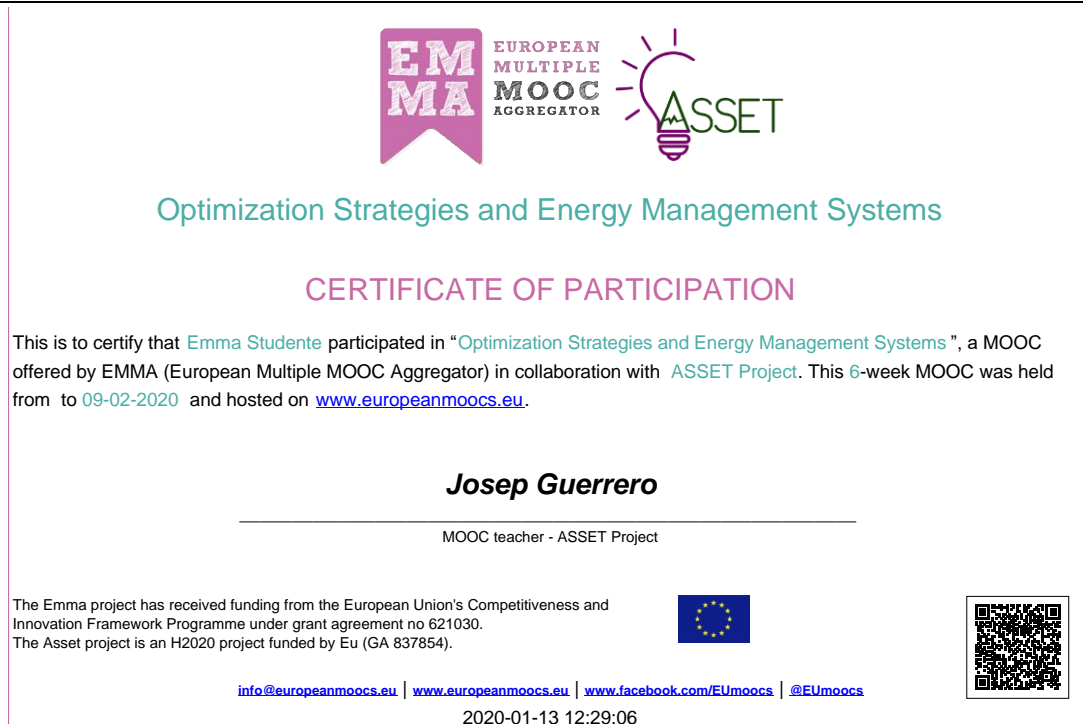 EM
MA
EUROPEAN
MULTIPLE
MOOC
AGGREGATOR
ASSET
Optimization Strategies and Energy Management Systems
CERTIFICATE OF PARTICIPATION
This is to certify that Emma Studente participated in “Optimization Strategies and Energy Management Systems ”, a MOOC
offered by EMMA (European Multiple MOOC Aggregator) in collaboration with ASSET Project. This 6-week MOOC was held
from to 09-02-2020 and hosted on www.europeanmoocs.eu.
Josep Guerrero
MOOC teacher - ASSET Project
The Emma project has received funding from the European Union's Competitiveness and
Innovation Framework Programme under grant agreement no 621030.
The Asset project is an H2020 project funded by Eu (GA 837854).
info@europeanmoocs.eu | www.europeanmoocs.eu | www.facebook.com/EUmoocs | @EUmoocs
2020-01-13 12:29:06